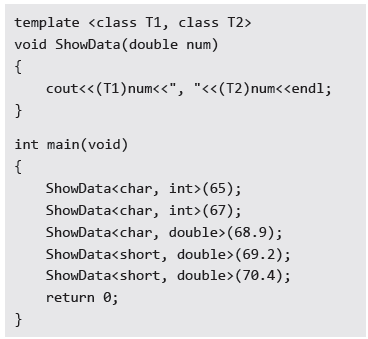 template <class T1, class T2>
void ShowData(double num)
{
    cout<<(T1)num<<", "<<(T2)num<<endl;
}

int main(void)
{
    ShowData<char, int>(65);
    ShowData<char, int>(67);
    ShowData<char, double>(68.9);
    ShowData<short, double>(69.2);
    ShowData<short, double>(70.4);
    return 0;
}